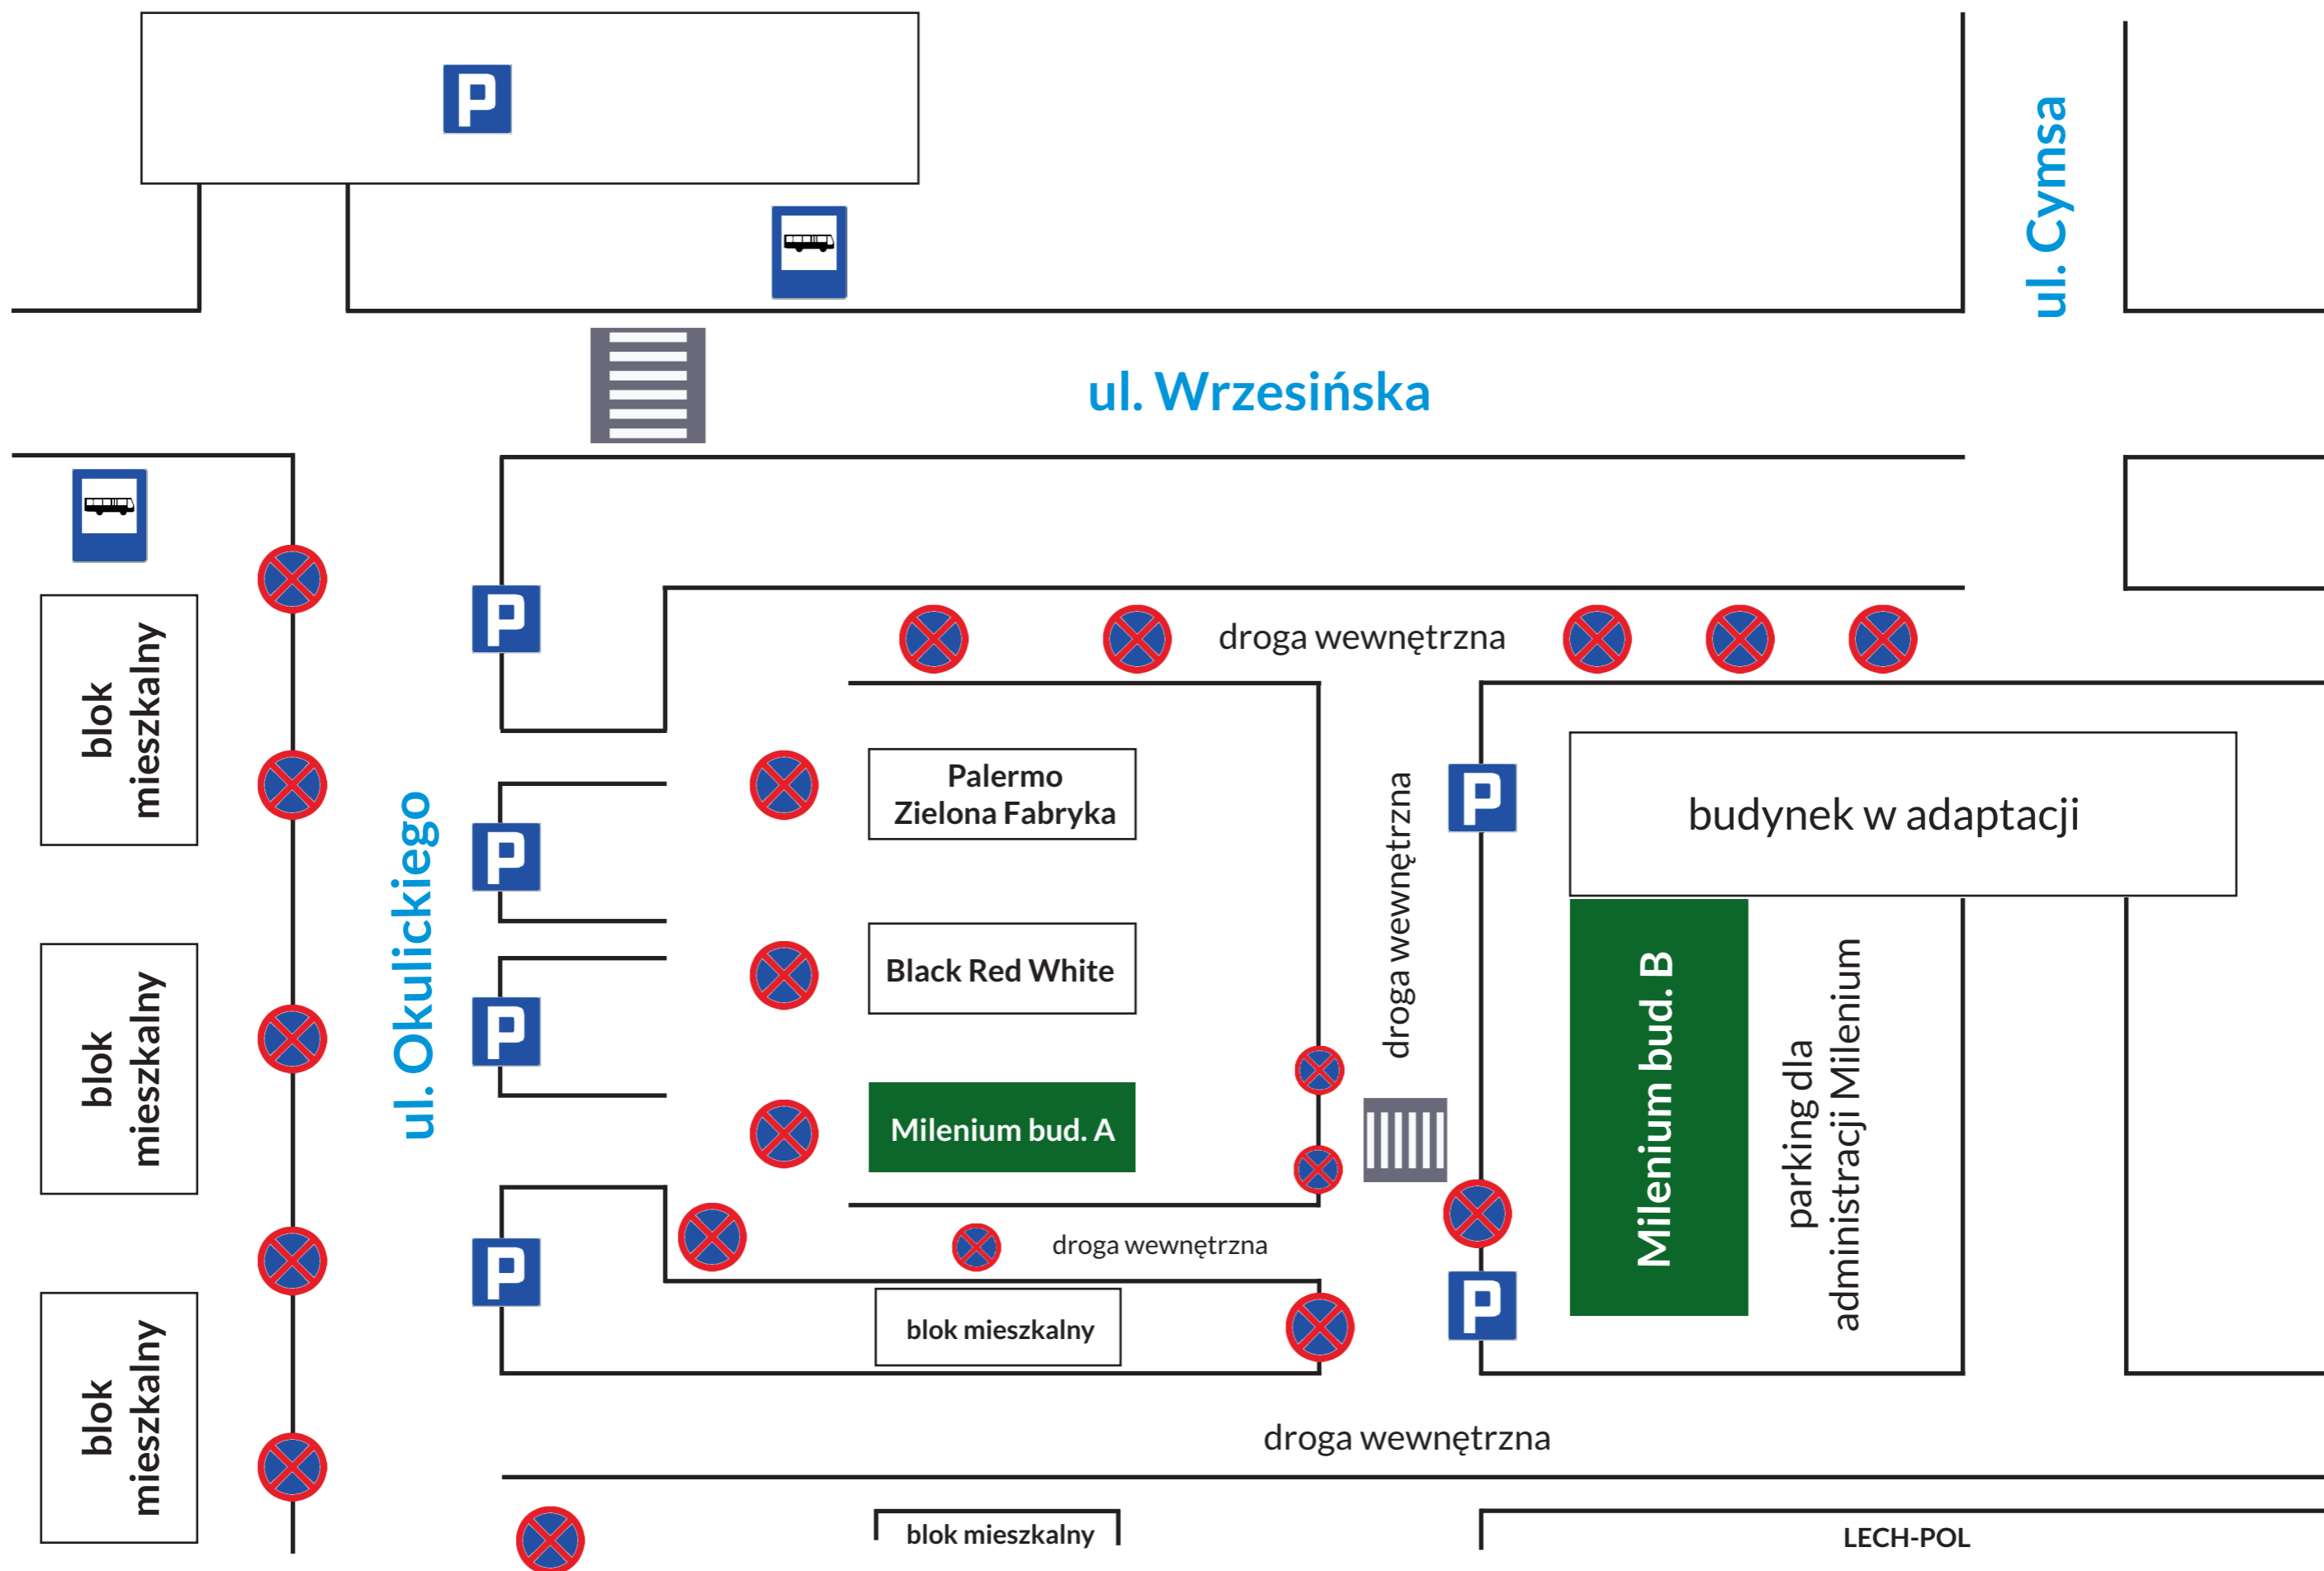 P
ul. Cymsa
ul. Wrzesińska
P
droga wewnętrzna
blok
mieszkalny
Palermo
Zielona Fabryka
P
budynek w adaptacji
ul. Okulickiego
P
droga wewnętrzna
blok
mieszkalny
Black Red White
P
Milenium bud. A
Milenium bud. B
parking dla
administracji Milenium
droga wewnętrzna
P
P
blok mieszkalny
blok
mieszkalny
droga wewnętrzna
blok mieszkalny
LECH-POL